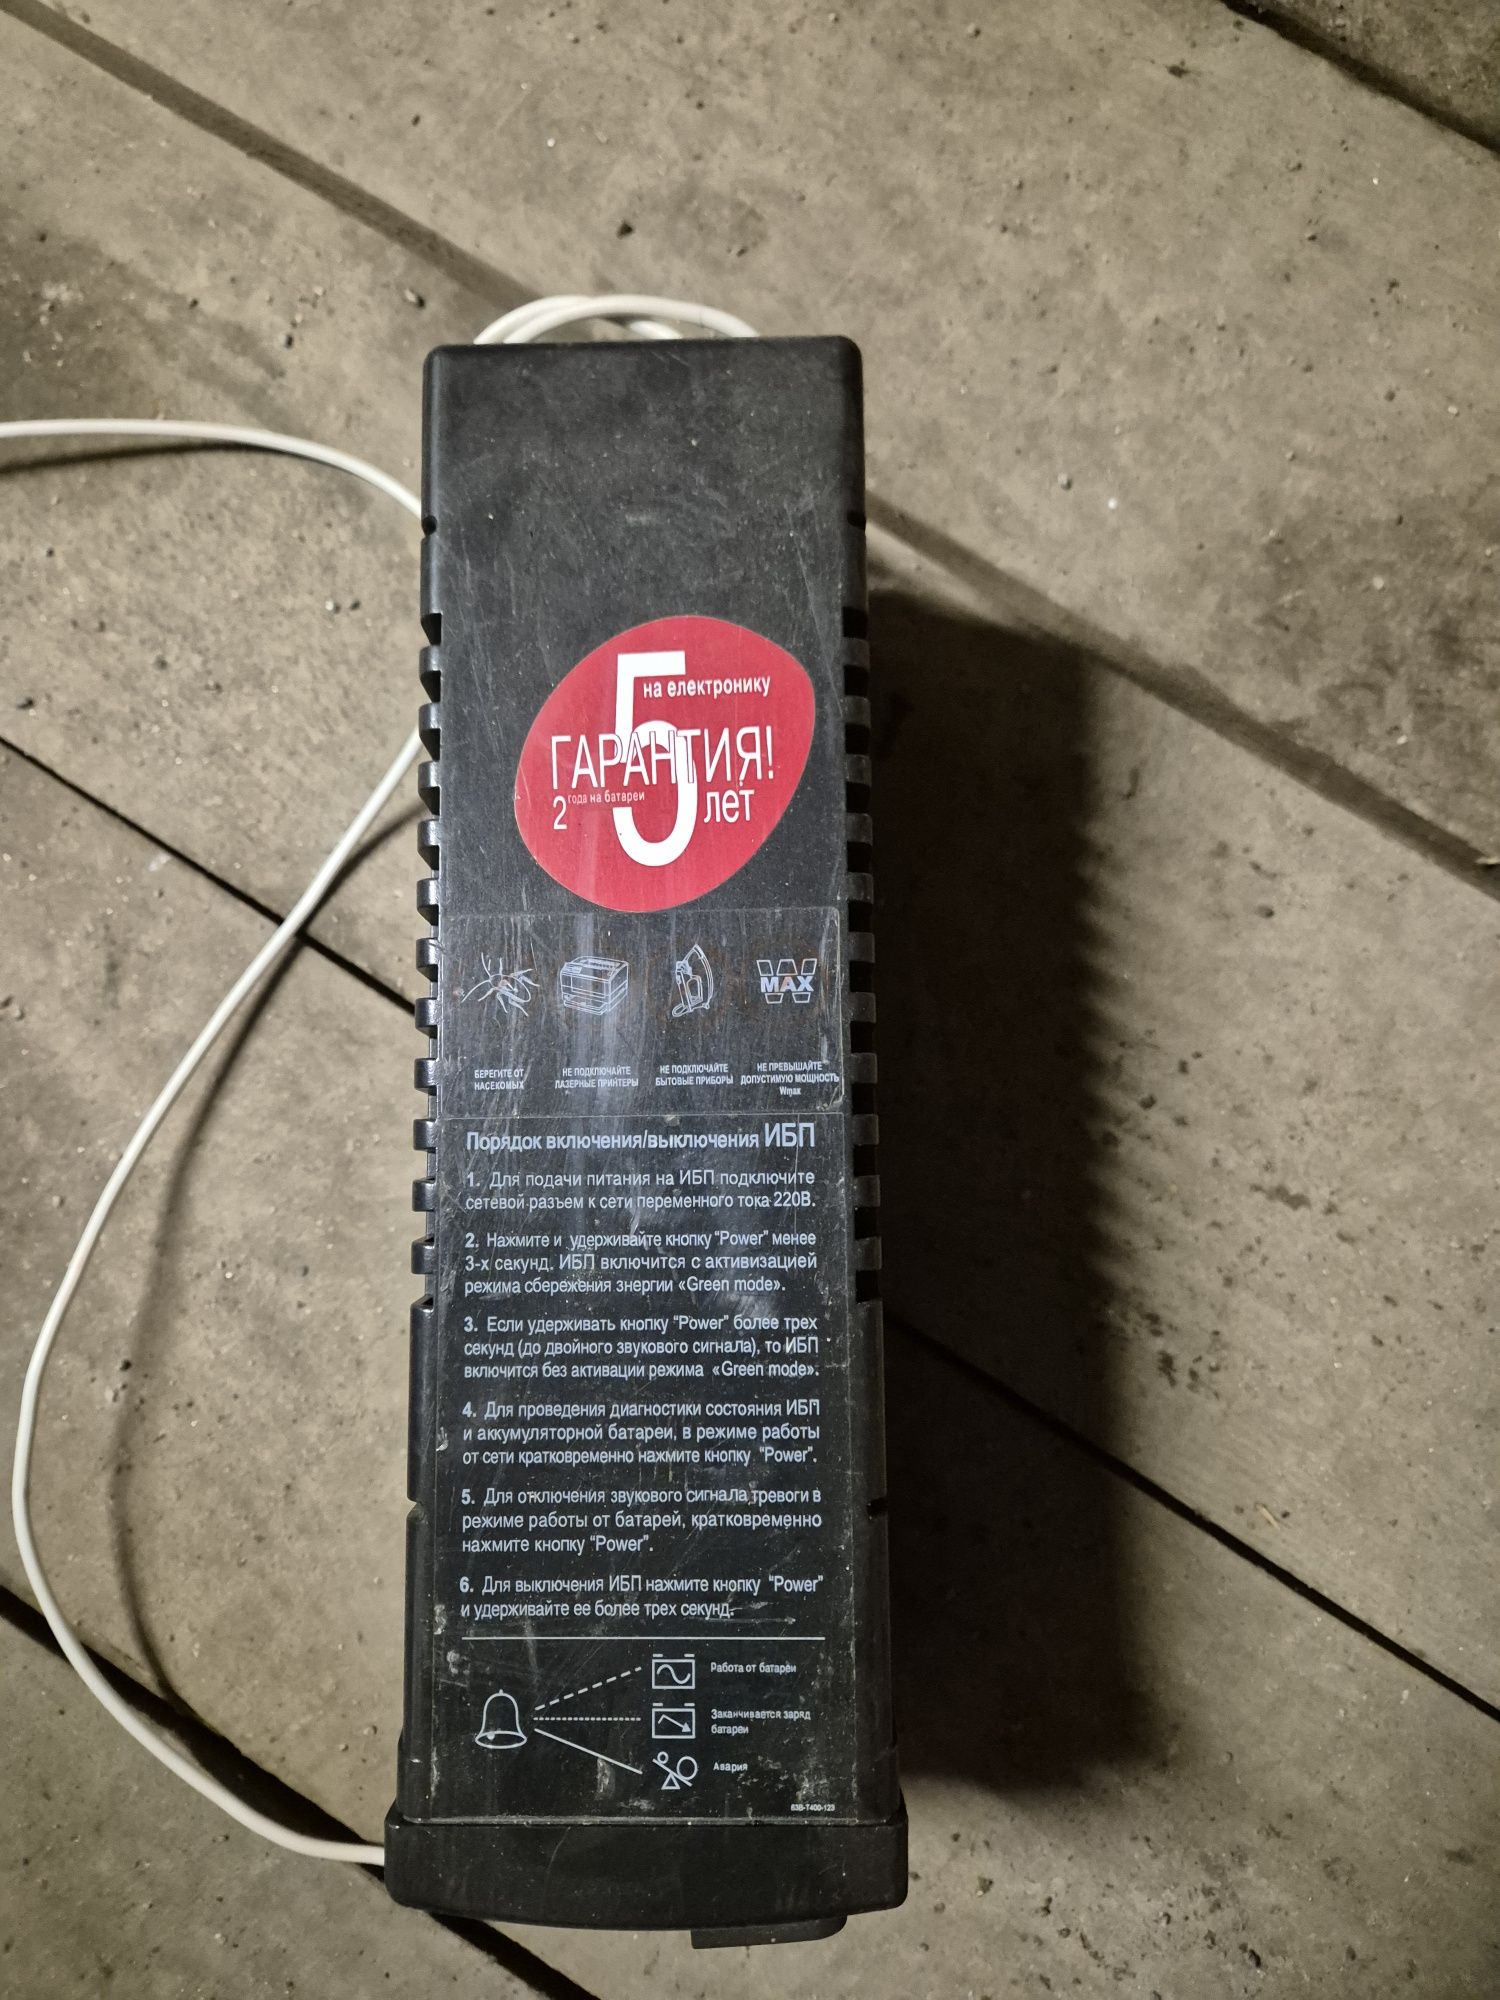 5
на електронику
ГАРАНТИЯ!
2 года на батареи
лет
БЕРЕГИТЕ ОТ
НАСЕКОМЫХ
НЕ ПОДКЛЮЧАЙТЕ
ЛАЗЕРНЫЕ ПРИНТЕРЫ
НЕ ПОДКЛЮЧАЙТЕ
БЫТОВЫЕ ПРИБОРЫ
W MAX
НЕ ПРЕВЫШАЙТЕ
ДОПУСТИМУЮ МОЩНОСТЬ
Wmax
Порядок включения/выключения ИБП
1. Для подачи питания на ИБП подключите
сетевой разъем к сети переменного тока 220В.
2. Нажмите и удерживайте кнопку “Power” менее
3-х секунд. ИБП включится с активизацией
режима сбережения знергии «Green mode».
3. Если удерживать кнопку “Power” более трех
секунд (до двойного звукового сигнала), то ИБП
включится без активации режима «Green mode».
4. Для проведения диагностики состояния ИБП
и аккумуляторной батареи, в режиме работы
от сети кратковременно нажмите кнопку “Power”.
5. Для отключения звукового сигнала тревоги в
режиме работы от батарей, кратковременно
нажмите кнопку “Power”.
6. Для выключения ИБП нажмите кнопку “Power”
и удерживайте ее более трех секунд.
Работа от батареи
Заканчивается заряд
батареи
Авария
63B-T400-123